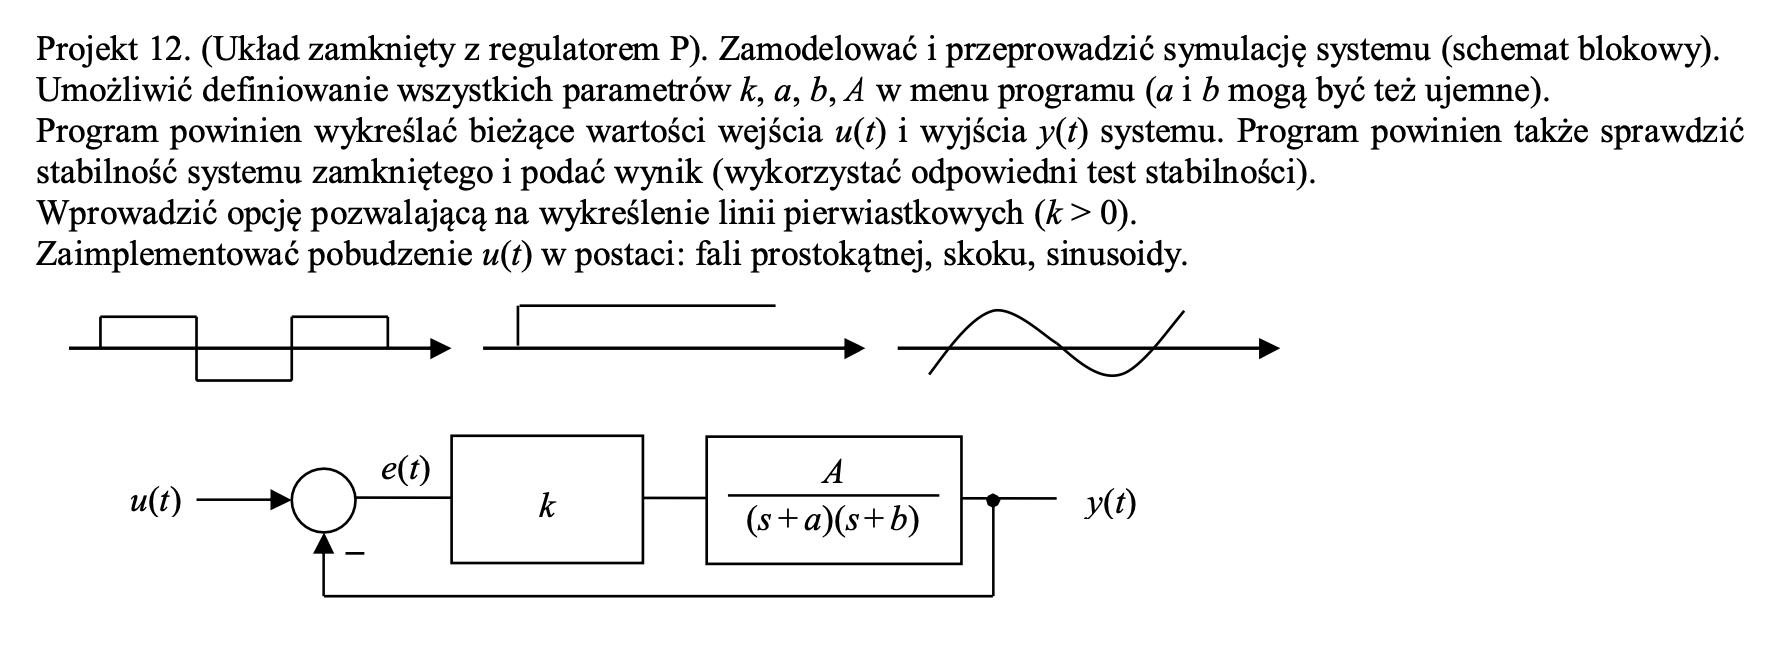 Projekt 12. (Układ zamknięty z regulatorem P). Zamodelować i przeprowadzić symulację systemu (schemat blokowy).
Umożliwić definiowanie wszystkich parametrów k, a, b, A w menu programu (a i b mogą być też ujemne).
Program powinien wykreślać bieżące wartości wejścia u(t) i wyjścia y(t) systemu. Program powinien także sprawdzić
stabilność systemu zamkniętego i podać wynik (wykorzystać odpowiedni test stabilności).
Wprowadzić opcję pozwalającą na wykreślenie linii pierwiastkowych (k > 0).
Zaimplementować pobudzenie u(t) w postaci: fali prostokątnej, skoku, sinusoidy.
u(t)
e(t)
k
A
(s+a)(s+b)
y(t)
−